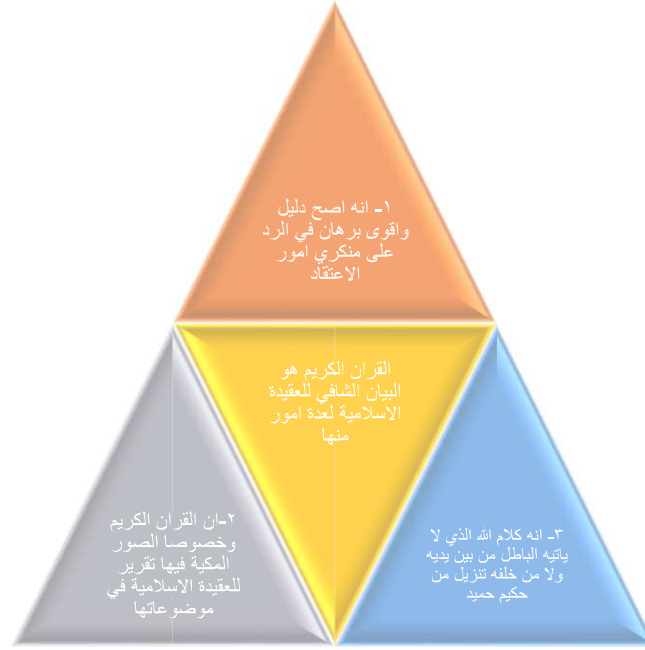 ١- انه اصح دليل
واقوى برهان في الرد
على منكري امور
الاعتقاد
القران الكريم هو
البيان الشافي للعقيدة
الاسلامية لعدة امور
منها
٢-ان القران الكريم
وخصوصا الصور
المكية فيها تقرير
للعقيدة الاسلامية في
موضوعاتها
٣- انه كلام الله الذي لا
ياتيه الباطل من بين يديه
ولا من خلفه تنزيل من
حكيم حميد